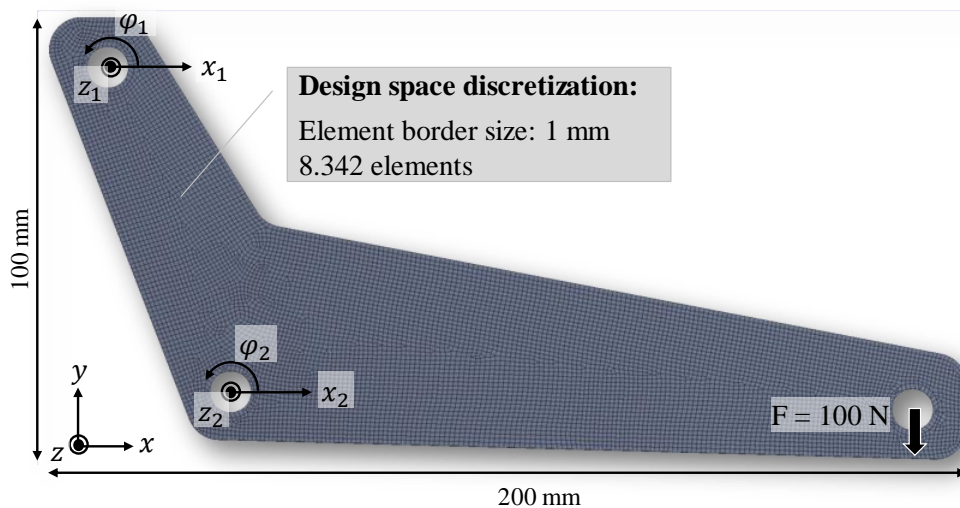 φ₁
x₁
z₁
Design space discretization:
Element border size: 1 mm
8.342 elements
100 mm
φ₂
x₂
z₂
y
z
x
F = 100 N
200 mm